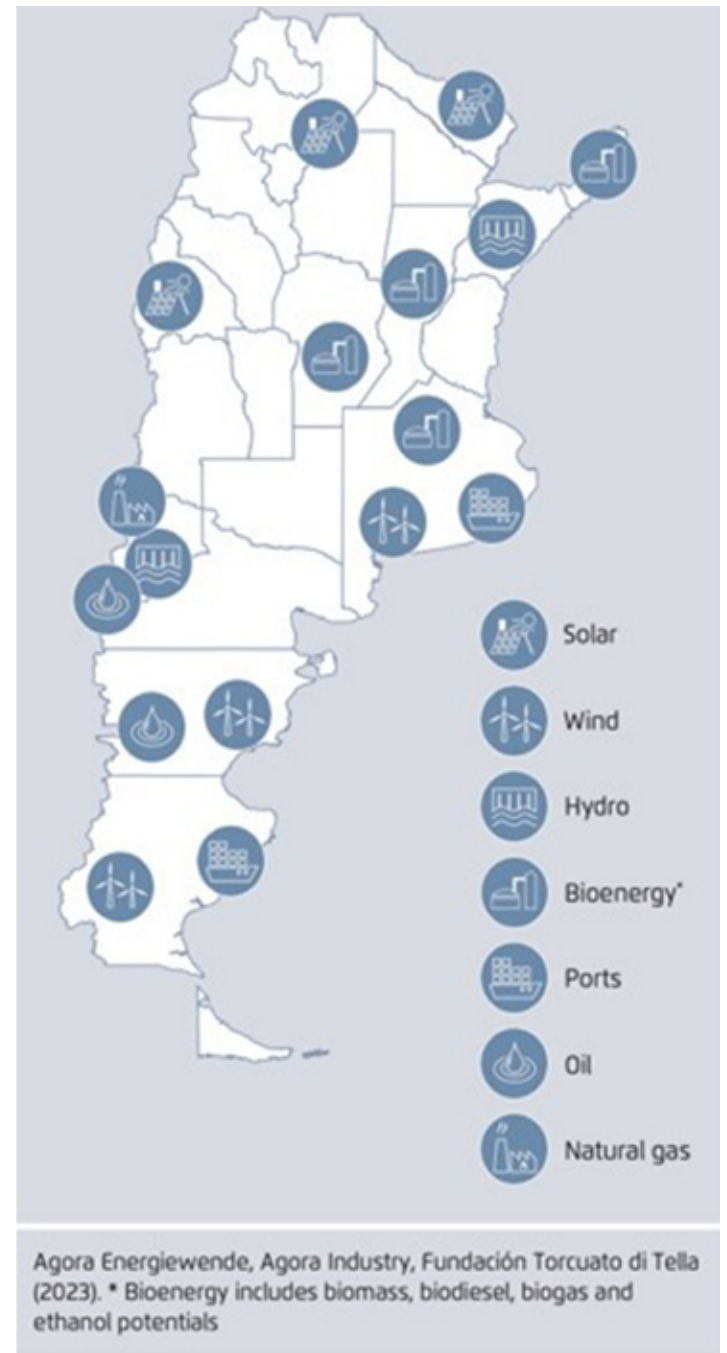 Solar
Wind
Hydro
Bioenergy*
Ports
Oil
Natural gas
Agora Energiewende, Agora Industry, Fundación Torcuato di Tella
(2023). * Bioenergy includes biomass, biodiesel, biogas and
ethanol potentials